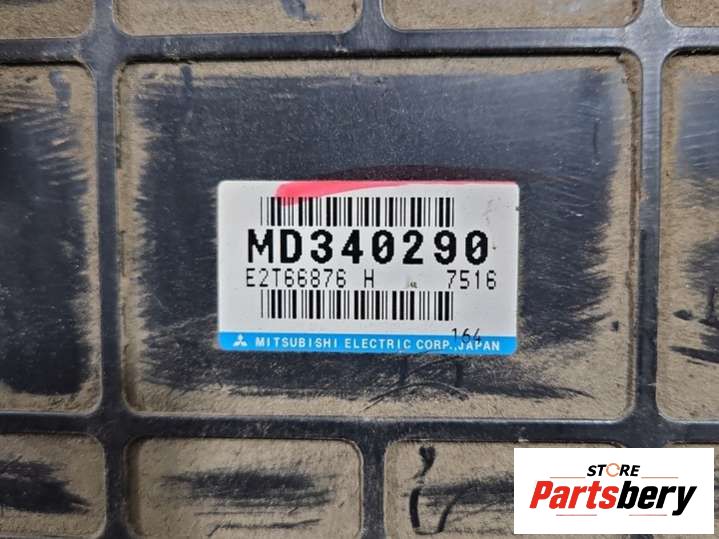 MD340290
E2T66876 H 7516
164
MITSUBISHI ELECTRIC CORP. JAPAN
STORE
Partsbery